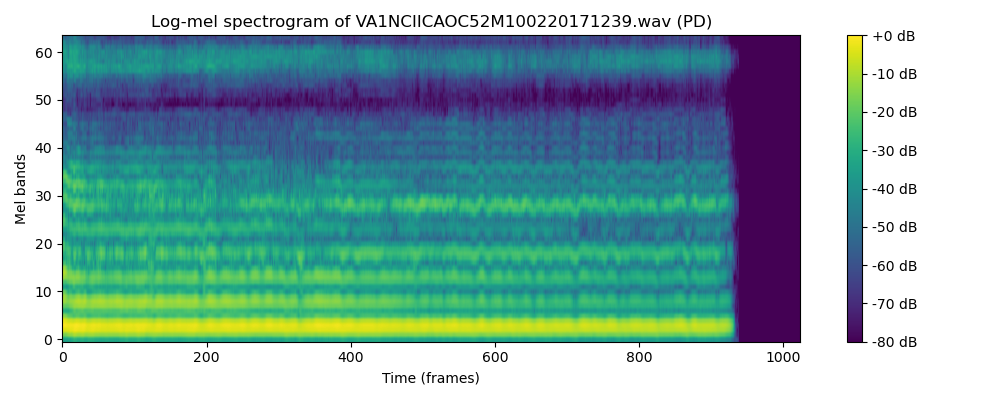 Log-mel spectrogram of VA1NCIICAOC52M100220171239.wav (PD)
60
50
40
30
20
10
0
Mel bands
0 200 400 600 800 1000
Time (frames)
+0 dB
-10 dB
-20 dB
-30 dB
-40 dB
-50 dB
-60 dB
-70 dB
-80 dB